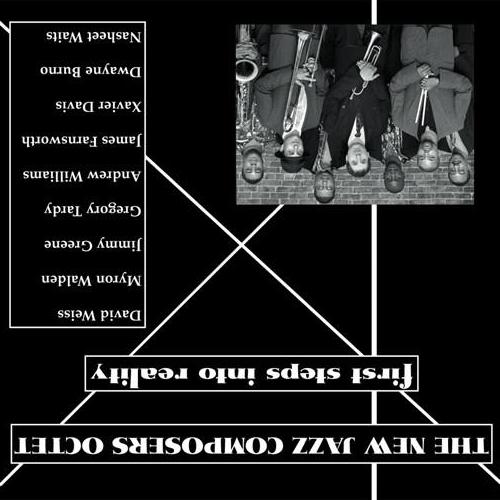 THE NEW JAZZ COMPOSERS OCTET
first steps into reality
David Weiss
Myron Walden
Jimmy Greene
Gregory Tardy
Andrew Williams
James Farnsworth
Xavier Davis
Dwayne Burno
Nasheet Waits